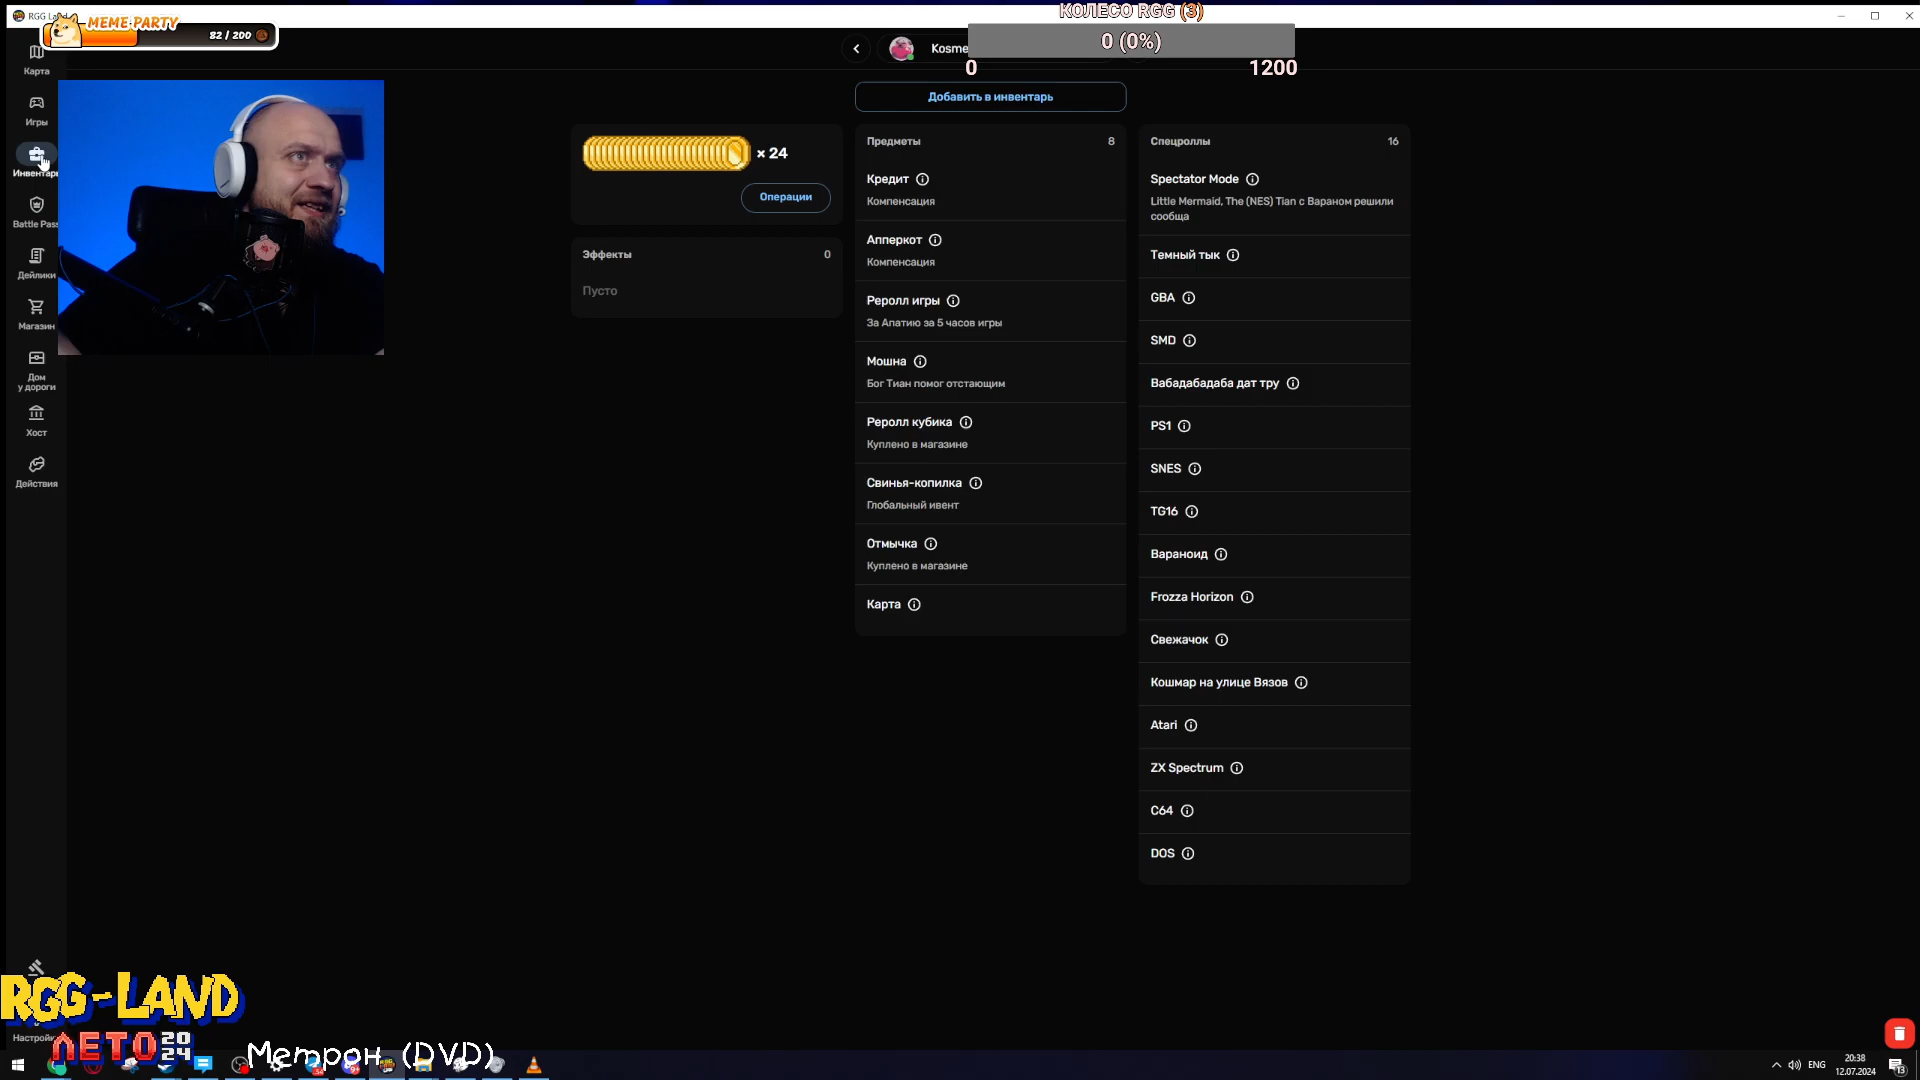 RGG Land
MEME PARTY
82 / 200
КОЛЕСО RGG (3)
0 (0%)
0
1200
Kosme
Карта
Игры
Инвентарь
Battle Pass
Дейлики
Магазин
Дом
у дороги
Хост
Действия
Добавить в инвентарь
× 24
Операции
Эффекты
0
Пусто
Предметы
8
Кредит
Компенсация
Апперкот
Компенсация
Реролл игры
За Апатию за 5 часов игры
Мошна
Бог Тиан помог отстающим
Реролл кубика
Куплено в магазине
Свинья-копилка
Глобальный ивент
Отмычка
Куплено в магазине
Карта
Спецроллы
16
Spectator Mode
Little Mermaid, The (NES) Tian с Вараном решили
сообща
Темный тык
GBA
SMD
Вабадабадаба дат тру
PS1
SNES
TG16
Вараноид
Frozza Horizon
Свежачок
Кошмар на улице Вязов
Atari
ZX Spectrum
C64
DOS
RGG-LAND
Настройки
ЛЕТО 2024
Метрон (DVD)
ENG
20:38
12.07.2024
13